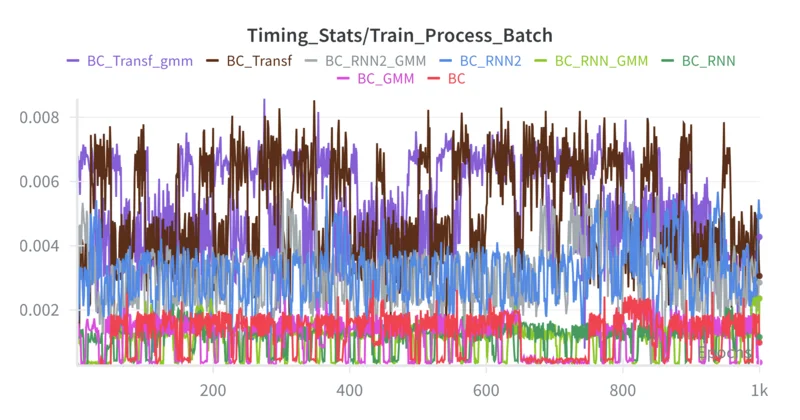 Timing_Stats/Train_Process_Batch
BC_Transf_gmm BC_Transf BC_RNN2_GMM BC_RNN2 BC_RNN_GMM BC_RNN
BC_GMM BC
0.008
0.006
0.004
0.002
Epochs
200 400 600 800 1k